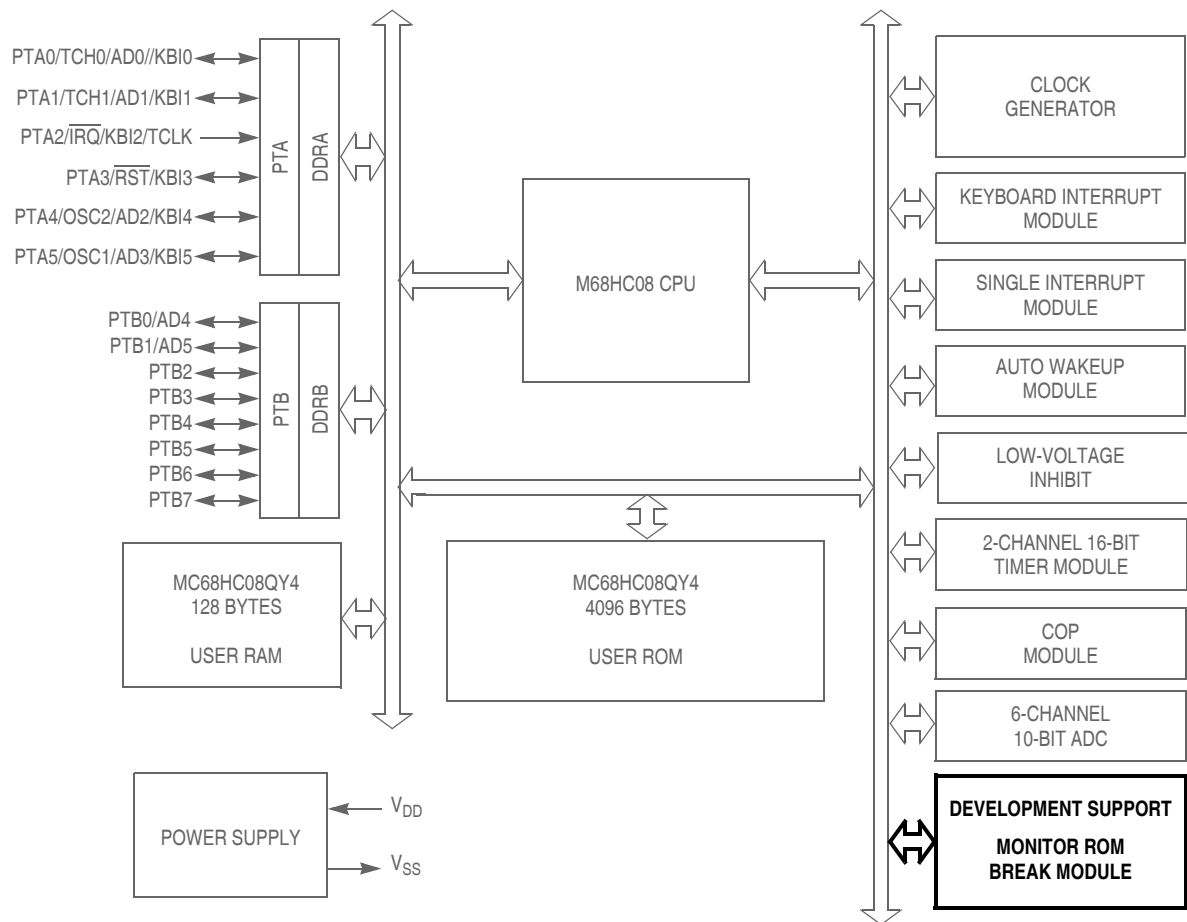 PTA0/TCH0/AD0//KBI0
PTA1/TCH1/AD1/KBI1
PTA2/IRQ/KBI2/TCLK
PTA3/RST/KBI3
PTA4/OSC2/AD2/KBI4
PTA5/OSC1/AD3/KBI5
PTA
DDRA
PTB0/AD4
PTB1/AD5
PTB2
PTB3
PTB4
PTB5
PTB6
PTB7
PTB
DDRB
M68HC08 CPU
MC68HC08QY4
128 BYTES
USER RAM
MC68HC08QY4
4096 BYTES
USER ROM
POWER SUPPLY
VDD
VSS
CLOCK
GENERATOR
KEYBOARD INTERRUPT
MODULE
SINGLE INTERRUPT
MODULE
AUTO WAKEUP
MODULE
LOW-VOLTAGE
INHIBIT
2-CHANNEL 16-BIT
TIMER MODULE
COP
MODULE
6-CHANNEL
10-BIT ADC
DEVELOPMENT SUPPORT
MONITOR ROM
BREAK MODULE